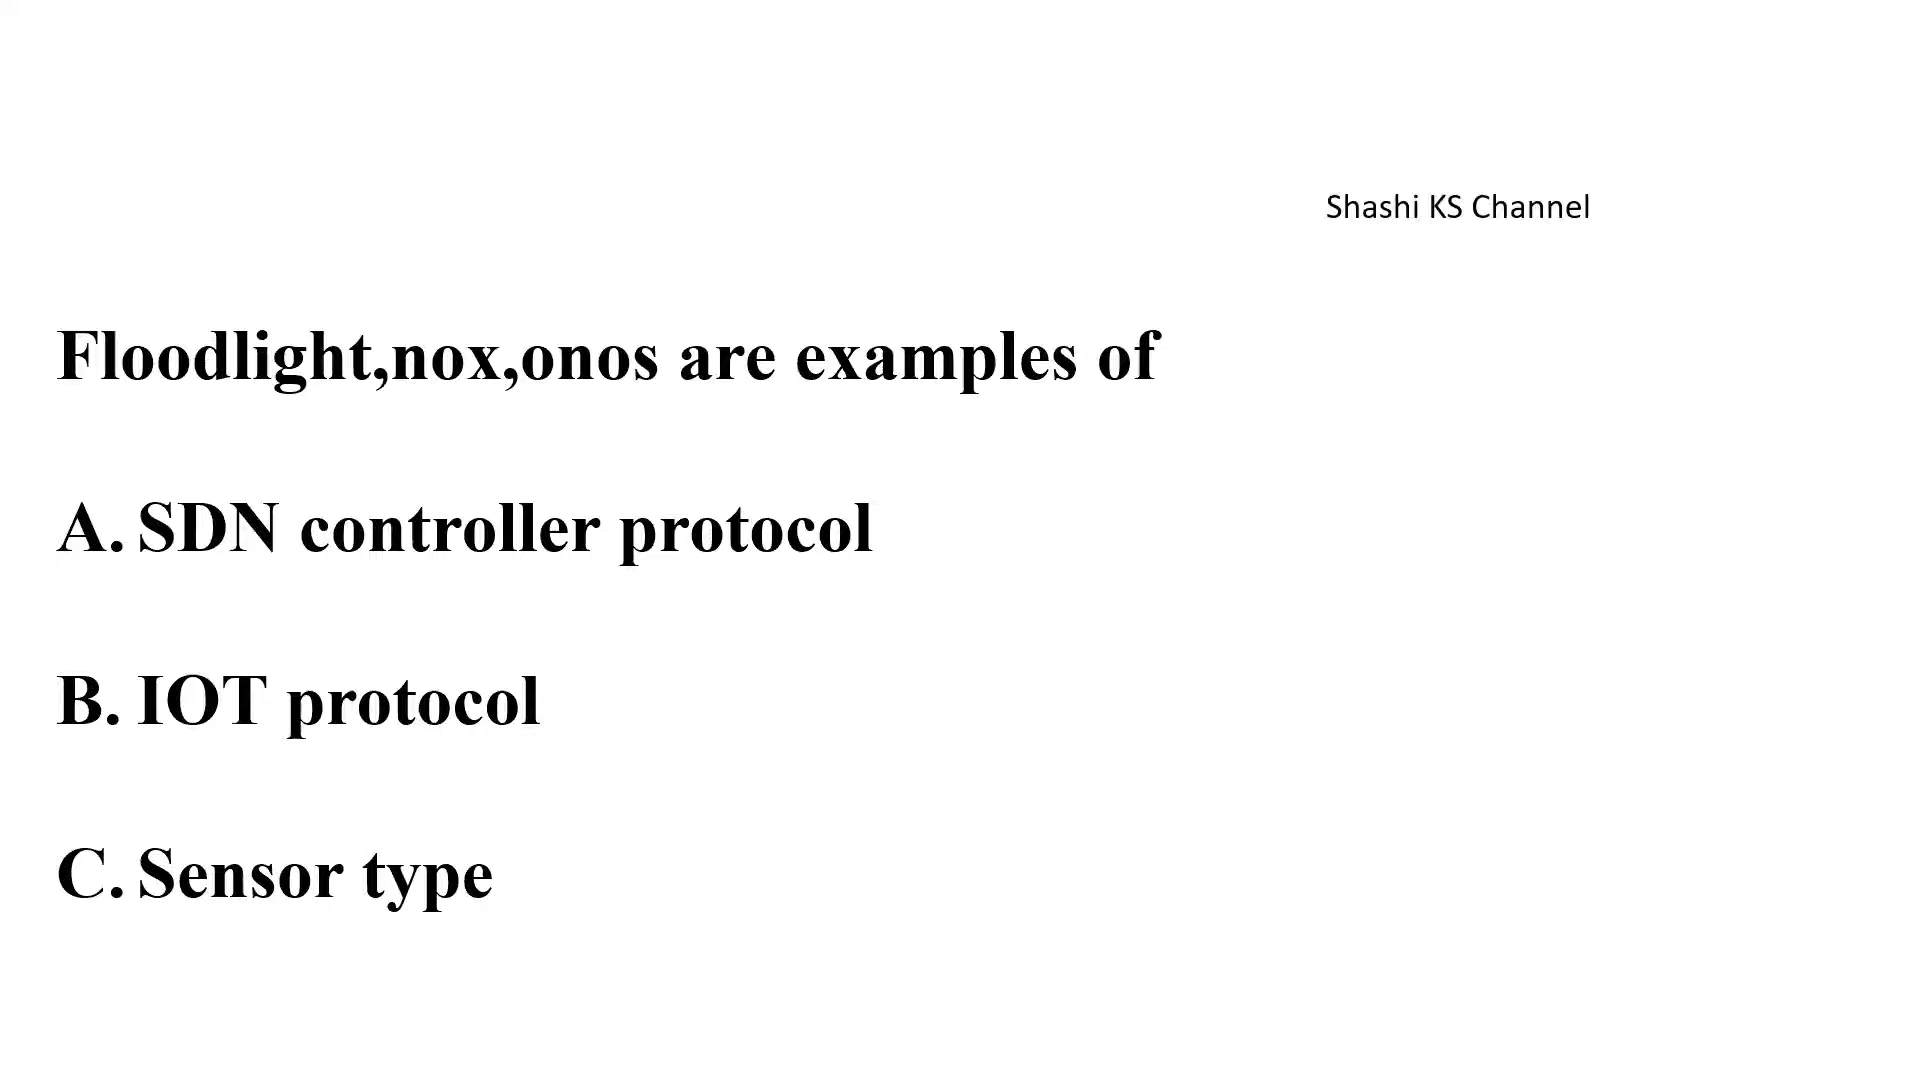 Shashi KS Channel
Floodlight,nox,onos are examples of
A. SDN controller protocol
B. IOT protocol
C. Sensor type